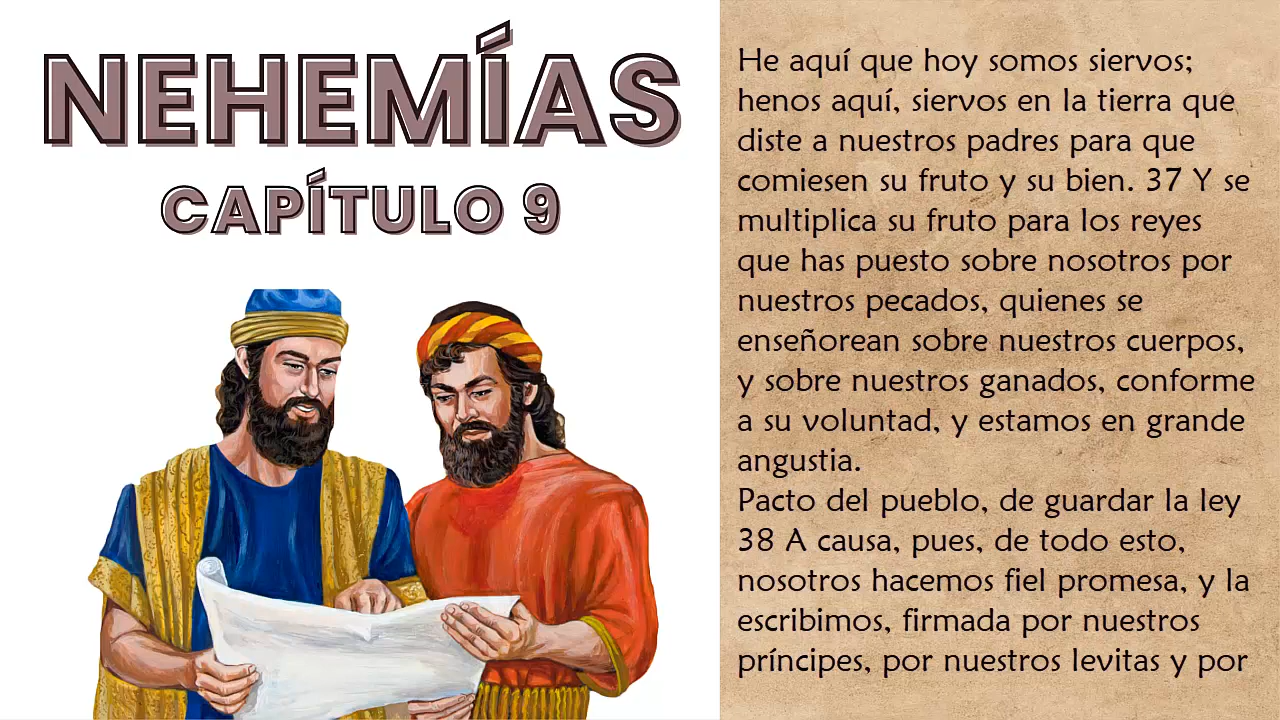 NEHEMÍAS
CAPÍTULO 9
He aquí que hoy somos siervos;
henos aquí, siervos en la tierra que
diste a nuestros padres para que
comiesen su fruto y su bien. 37 Y se
multiplica su fruto para los reyes
que has puesto sobre nosotros por
nuestros pecados, quienes se
enseñorean sobre nuestros cuerpos,
y sobre nuestros ganados, conforme
a su voluntad, y estamos en grande
angustia.
Pacto del pueblo, de guardar la ley
38 A causa, pues, de todo esto,
nosotros hacemos fiel promesa, y la
escribimos, firmada por nuestros
príncipes, por nuestros levitas y por